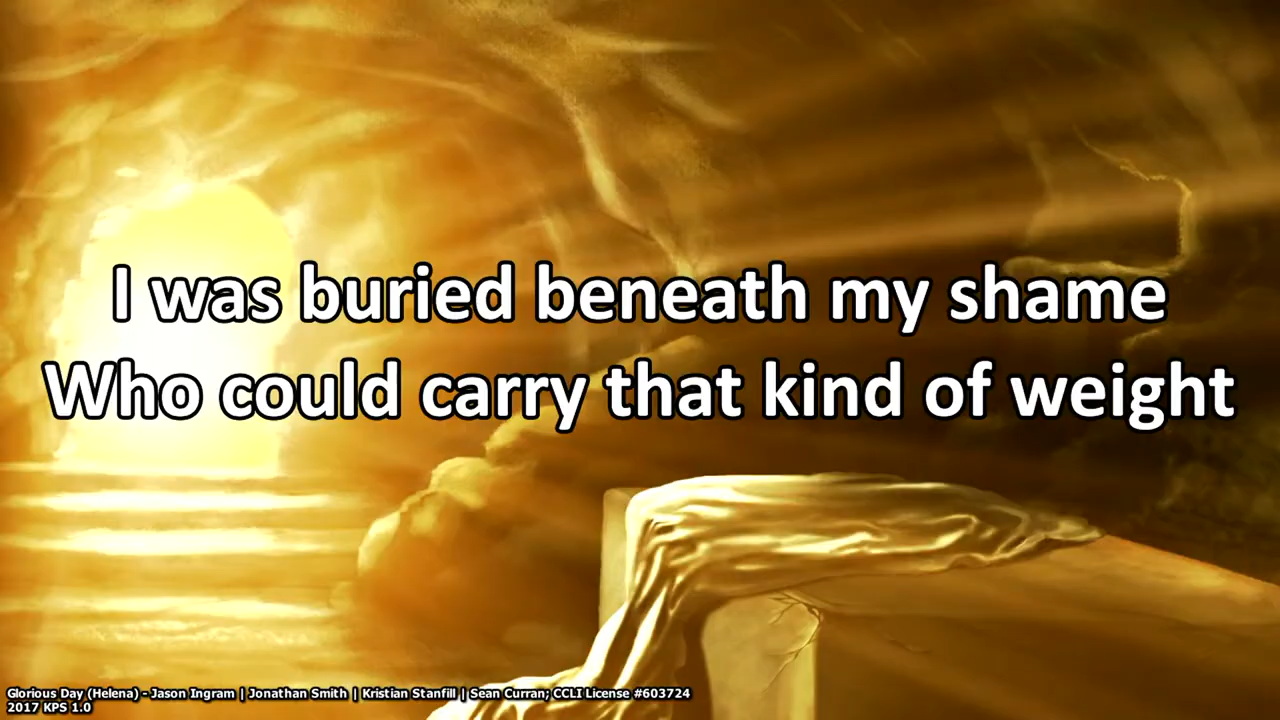 I was buried beneath my shame
Who could carry that kind of weight
Glorious Day (Helena) - Jason Ingram | Jonathan Smith | Kristian Stanfill | Sean Curran; CCLI License #603724
2017 KPS 1.0